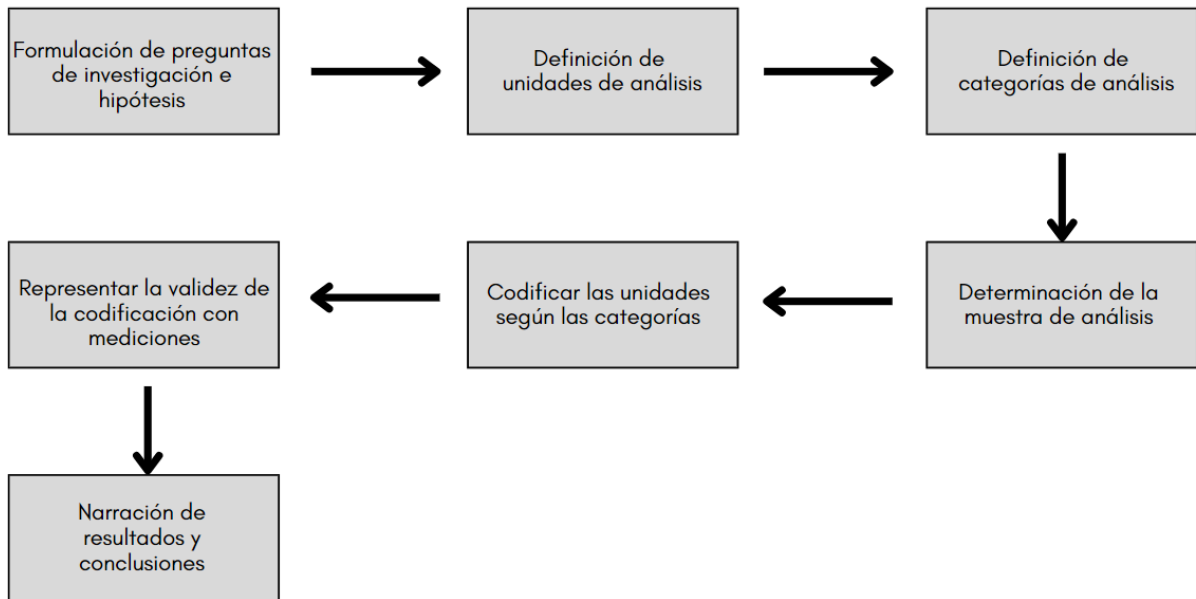 Formulación de preguntas
de investigación e
hipótesis
Definición de
unidades de análisis
Definición de
categorías de análisis
Determinación de la
muestra de análisis
Codificar las unidades
según las categorías
Representar la validez de
la codificación con
mediciones
Narración de
resultados y
conclusiones